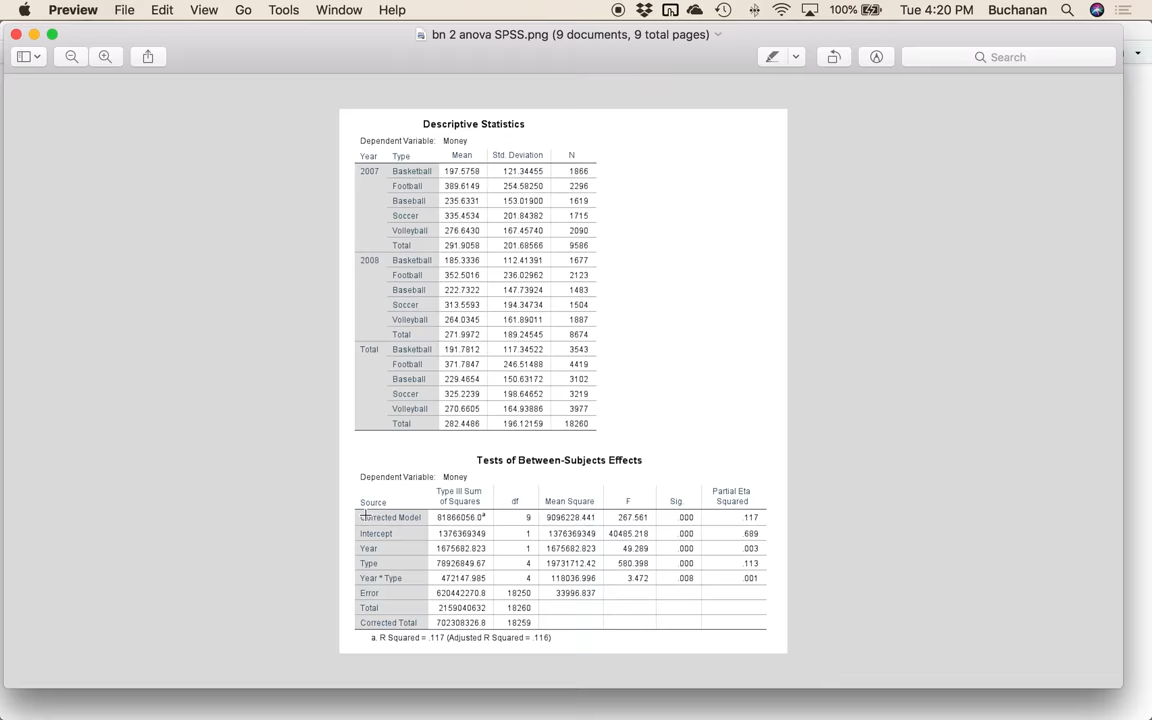 Preview File Edit View Go Tools Window Help 100% Tue 4:20 PM Buchanan
bn 2 anova SPSS.png (9 documents, 9 total pages)
Search
Descriptive Statistics
Dependent Variable: Money
Year Type Mean Std. Deviation N
2007 Basketball 197.5758 121.34455 1866
Football 389.6149 254.58250 2296
Baseball 235.6331 153.01900 1619
Soccer 335.4534 201.84382 1715
Volleyball 276.6430 167.45740 2090
Total 291.9058 201.68566 9586
2008 Basketball 185.3336 112.41391 1677
Football 352.5016 236.02962 2123
Baseball 222.7322 147.73924 1483
Soccer 313.5593 194.34734 1504
Volleyball 264.0345 161.89011 1887
Total 271.9972 189.24545 8674
Total Basketball 191.7812 117.34522 3543
Football 371.7847 246.51488 4419
Baseball 229.4654 150.63172 3102
Soccer 325.2239 198.64652 3219
Volleyball 270.6605 164.93886 3977
Total 282.4486 196.12159 18260
Tests of Between-Subjects Effects
Dependent Variable: Money
Source Type III Sum of Squares df Mean Square F Sig. Partial Eta Squared
Corrected Model 81866056.0a 9 9096228.441 267.561 .000 .117
Intercept 1376369349 1 1376369349 40485.218 .000 .689
Year 1675682.823 1 1675682.823 49.289 .000 .003
Type 78926849.67 4 19731712.42 580.398 .000 .113
Year * Type 472147.985 4 118036.996 3.472 .008 .001
Error 620442270.8 18250 33996.837
Total 2159040632 18260
Corrected Total 702308326.8 18259
a. R Squared = .117 (Adjusted R Squared = .116)